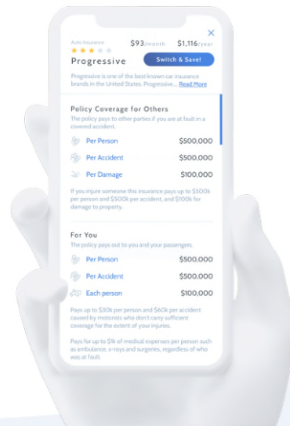 Auto Insurance
$93/month $1,116/year
Progressive
Switch & Save!
Progressive is one of the best known car insurance
brands in the United States, Progressive... Read More
Policy Coverage for Others
The policy pays to other parties if you are at fault in a
covered accident.
Per Person $500,000
Per Accident $500,000
Per Damage $100,000
If you injure someone this insurance pays up to $500k
per person and $500k per accident, and $100k for
damage to property.
For You
The policy pays out to you and your passengers.
Per Person $500,000
Per Accident $500,000
Each person $100,000
Pays up to $30k per person and $60k per accident
caused by motorists who don't carry sufficient
coverage for the extent of your injuries.
Pays for up to $% of medical expenses per person such
as ambulance, x-rays and surgeries, regardless of who
was at fault.